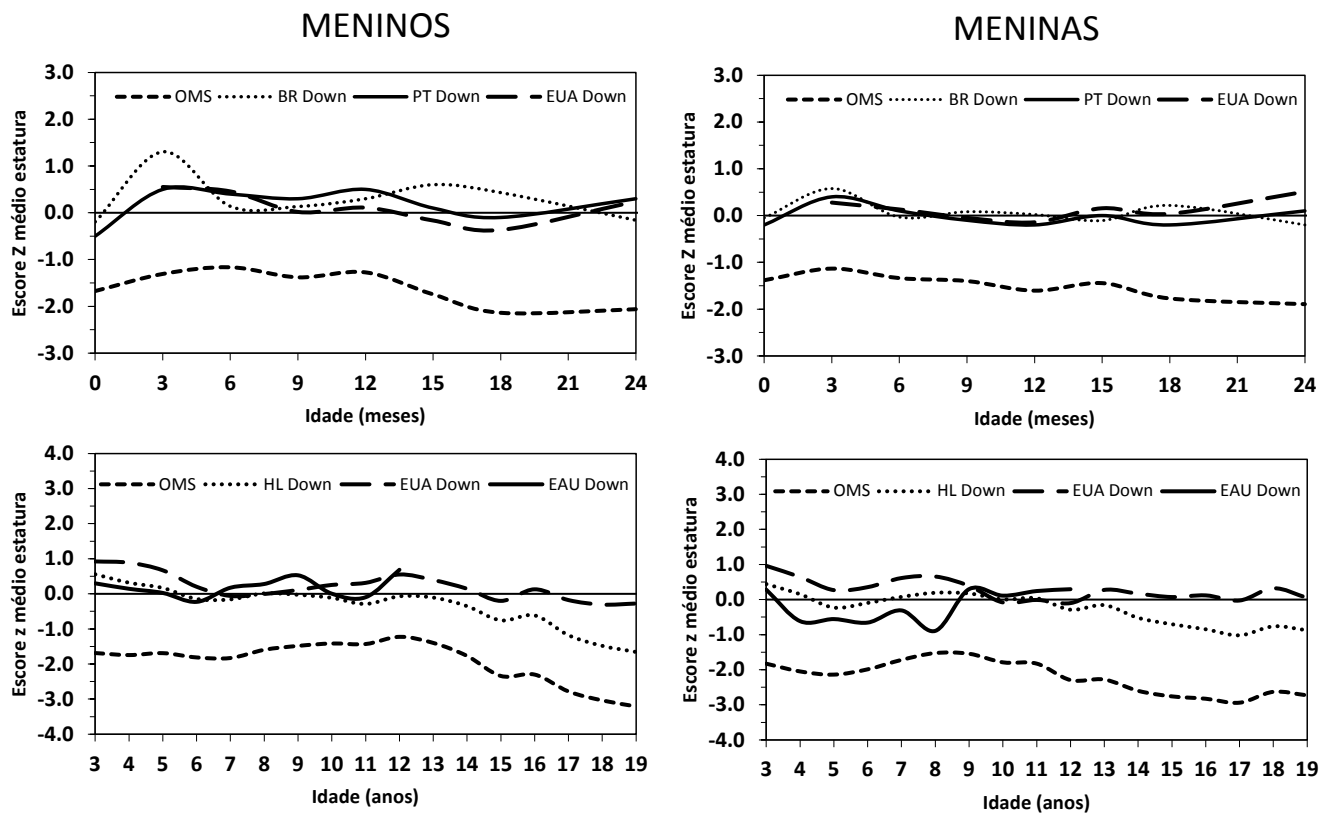 MENINOS
Escore Z médio estatura
3.0
2.0
1.0
0.0
-1.0
-2.0
-3.0
OMS BR Down PT Down EUA Down
0 3 6 9 12 15 18 21 24
Idade (meses)
MENINAS
Escore Z médio estatura
3.0
2.0
1.0
0.0
-1.0
-2.0
-3.0
OMS BR Down PT Down EUA Down
0 3 6 9 12 15 18 21 24
Idade (meses)
Escore z médio estatura
4.0
3.0
2.0
1.0
0.0
-1.0
-2.0
-3.0
-4.0
OMS HL Down EUA Down EAU Down
3 4 5 6 7 8 9 10 11 12 13 14 15 16 17 18 19
Idade (anos)
Escore z médio estatura
4.0
3.0
2.0
1.0
0.0
-1.0
-2.0
-3.0
-4.0
OMS HL Down EUA Down EAU Down
3 4 5 6 7 8 9 10 11 12 13 14 15 16 17 18 19
Idade (anos)